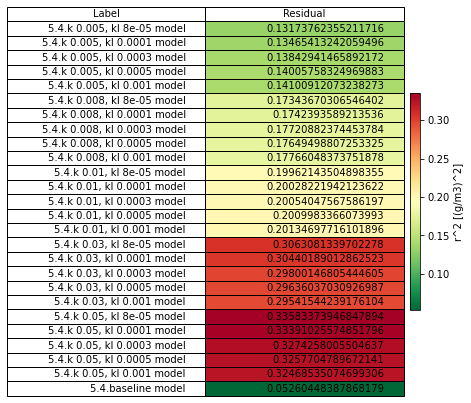 Label Residual
5.4.k 0.005, kl 8e-05 model 0.13173762355211716
5.4.k 0.005, kl 0.0001 model 0.13465413242059496
5.4.k 0.005, kl 0.0003 model 0.13842941465892172
5.4.k 0.005, kl 0.0005 model 0.14005758324969883
5.4.k 0.005, kl 0.001 model 0.14100912073238273
5.4.k 0.008, kl 8e-05 model 0.17343670306546402
5.4.k 0.008, kl 0.0001 model 0.1742393589213536
5.4.k 0.008, kl 0.0003 model 0.17720882374453784
5.4.k 0.008, kl 0.0005 model 0.17649498807253325
5.4.k 0.008, kl 0.001 model 0.17766048373751878
5.4.k 0.01, kl 8e-05 model 0.19962143504898355
5.4.k 0.01, kl 0.0001 model 0.20028221942123622
5.4.k 0.01, kl 0.0003 model 0.20054047567586197
5.4.k 0.01, kl 0.0005 model 0.2009983366073993
5.4.k 0.01, kl 0.001 model 0.20134697716101896
5.4.k 0.03, kl 8e-05 model 0.3063081339702278
5.4.k 0.03, kl 0.0001 model 0.30440189012862523
5.4.k 0.03, kl 0.0003 model 0.29800146805444605
5.4.k 0.03, kl 0.0005 model 0.29636037030926987
5.4.k 0.03, kl 0.001 model 0.29541544239176104
5.4.k 0.05, kl 8e-05 model 0.33583373946847894
5.4.k 0.05, kl 0.0001 model 0.33391025574851796
5.4.k 0.05, kl 0.0003 model 0.3274258005504637
5.4.k 0.05, kl 0.0005 model 0.3257704789672141
5.4.k 0.05, kl 0.001 model 0.32468535074699306
5.4.baseline model 0.05260448387868179
0.30
0.25
0.20
0.15
0.10
r^2 [(g/m3)^2]